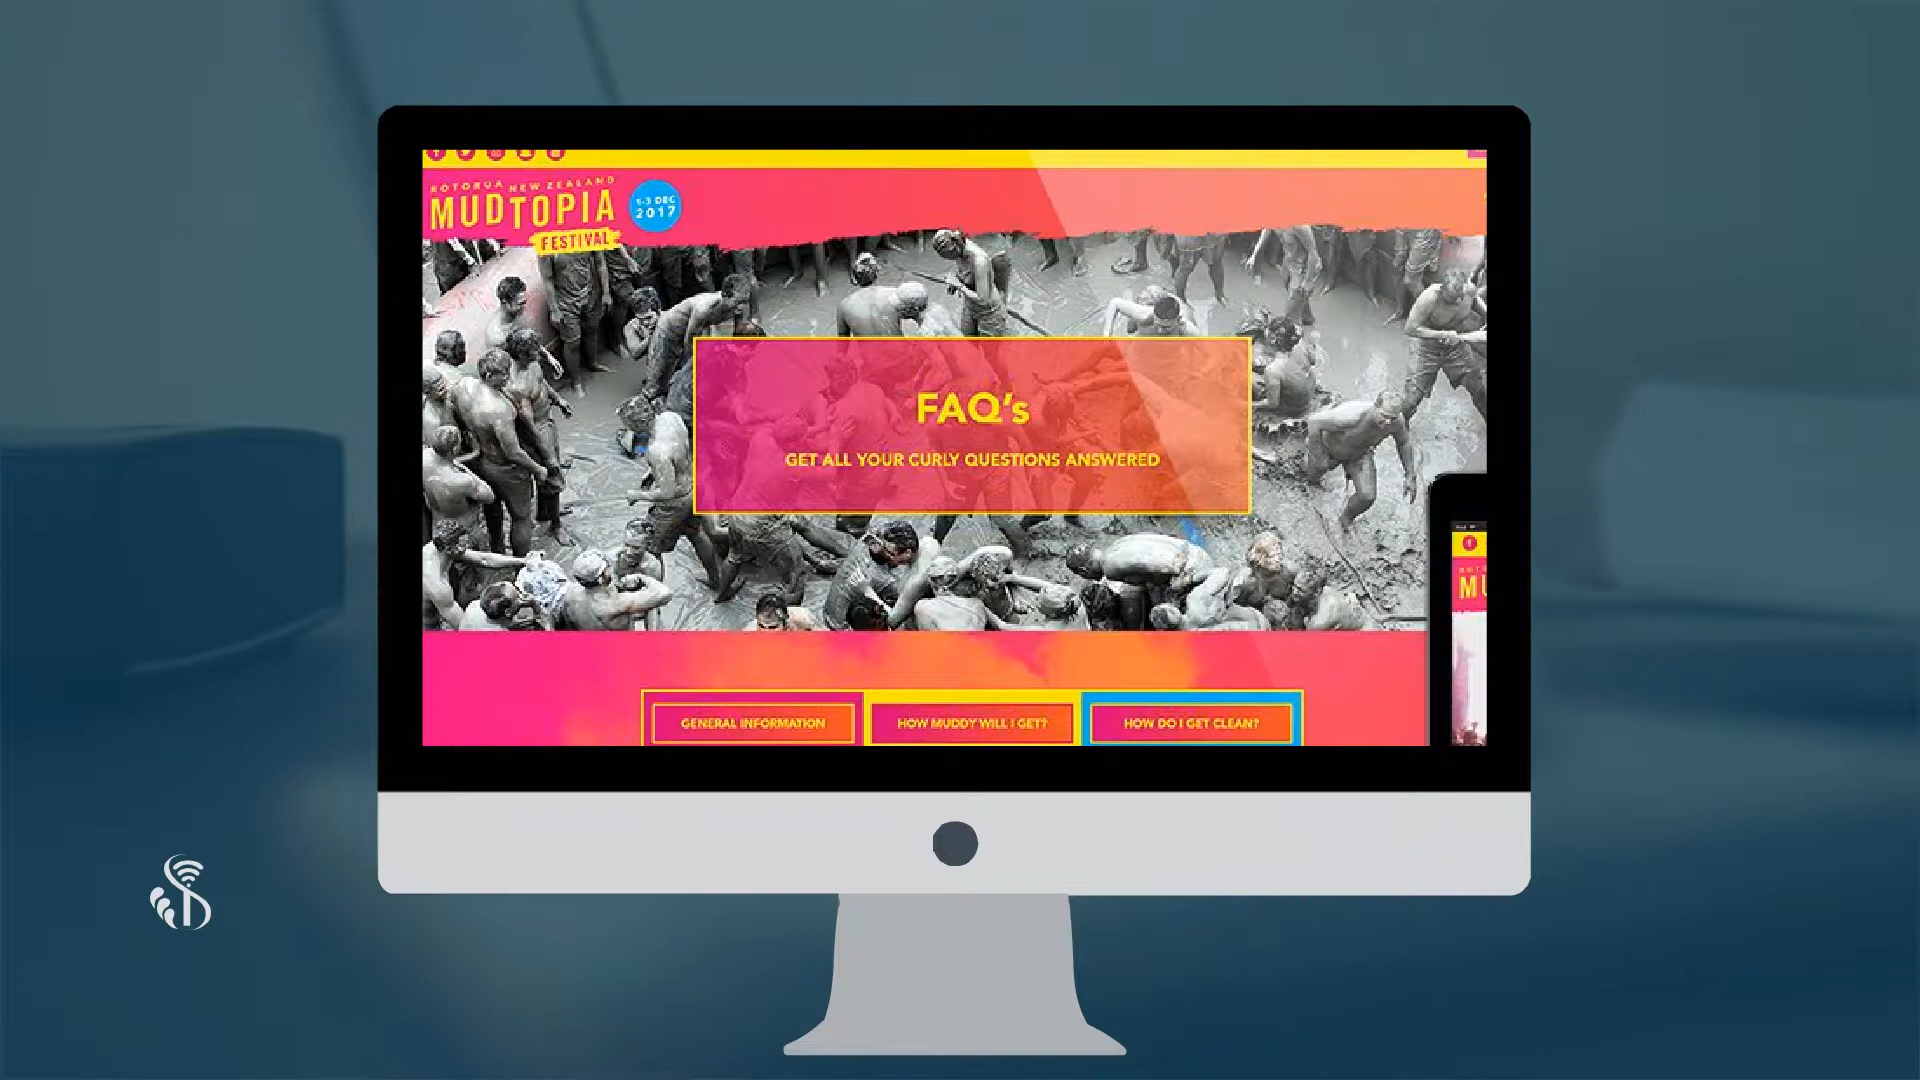 ROTORUA NEW ZEALAND
MUDTOPIA
FESTIVAL
1-3 DEC
2017
FAQ's
GET ALL YOUR CURLY QUESTIONS ANSWERED
GENERAL INFORMATION
HOW MUDDY WILL I GET?
HOW DO I GET CLEAN?
MU